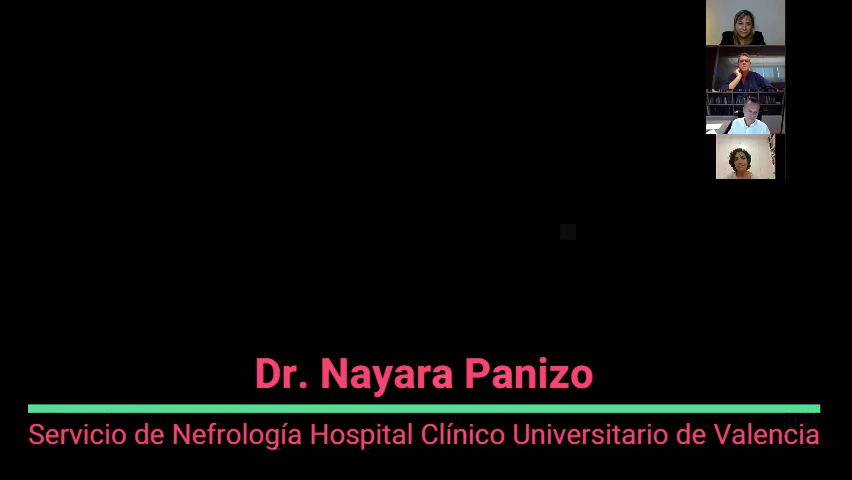 Dr. Nayara Panizo
Servicio de Nefrología Hospital Clínico Universitario de Valencia